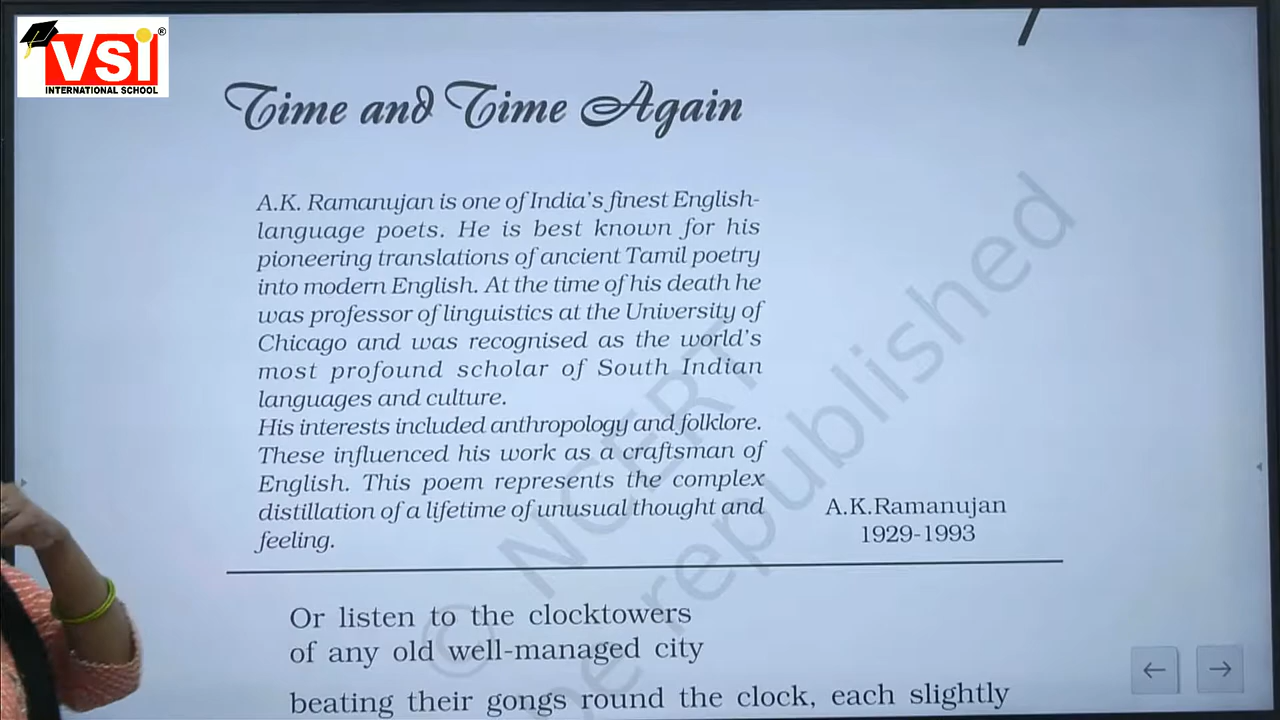 VSI
®
INTERNATIONAL SCHOOL
Time and Time Again
A.K. Ramanujan is one of India's finest English-
language poets. He is best known for his
pioneering translations of ancient Tamil poetry
into modern English. At the time of his death he
was professor of linguistics at the University of
Chicago and was recognised as the world's
most profound scholar of South Indian
languages and culture.
His interests included anthropology and folklore.
These influenced his work as a craftsman of
English. This poem represents the complex
distillation of a lifetime of unusual thought and
feeling.
A.K.Ramanujan
1929-1993
© NCERT
be republished
Or listen to the clocktowers
of any old well-managed city
beating their gongs round the clock, each slightly